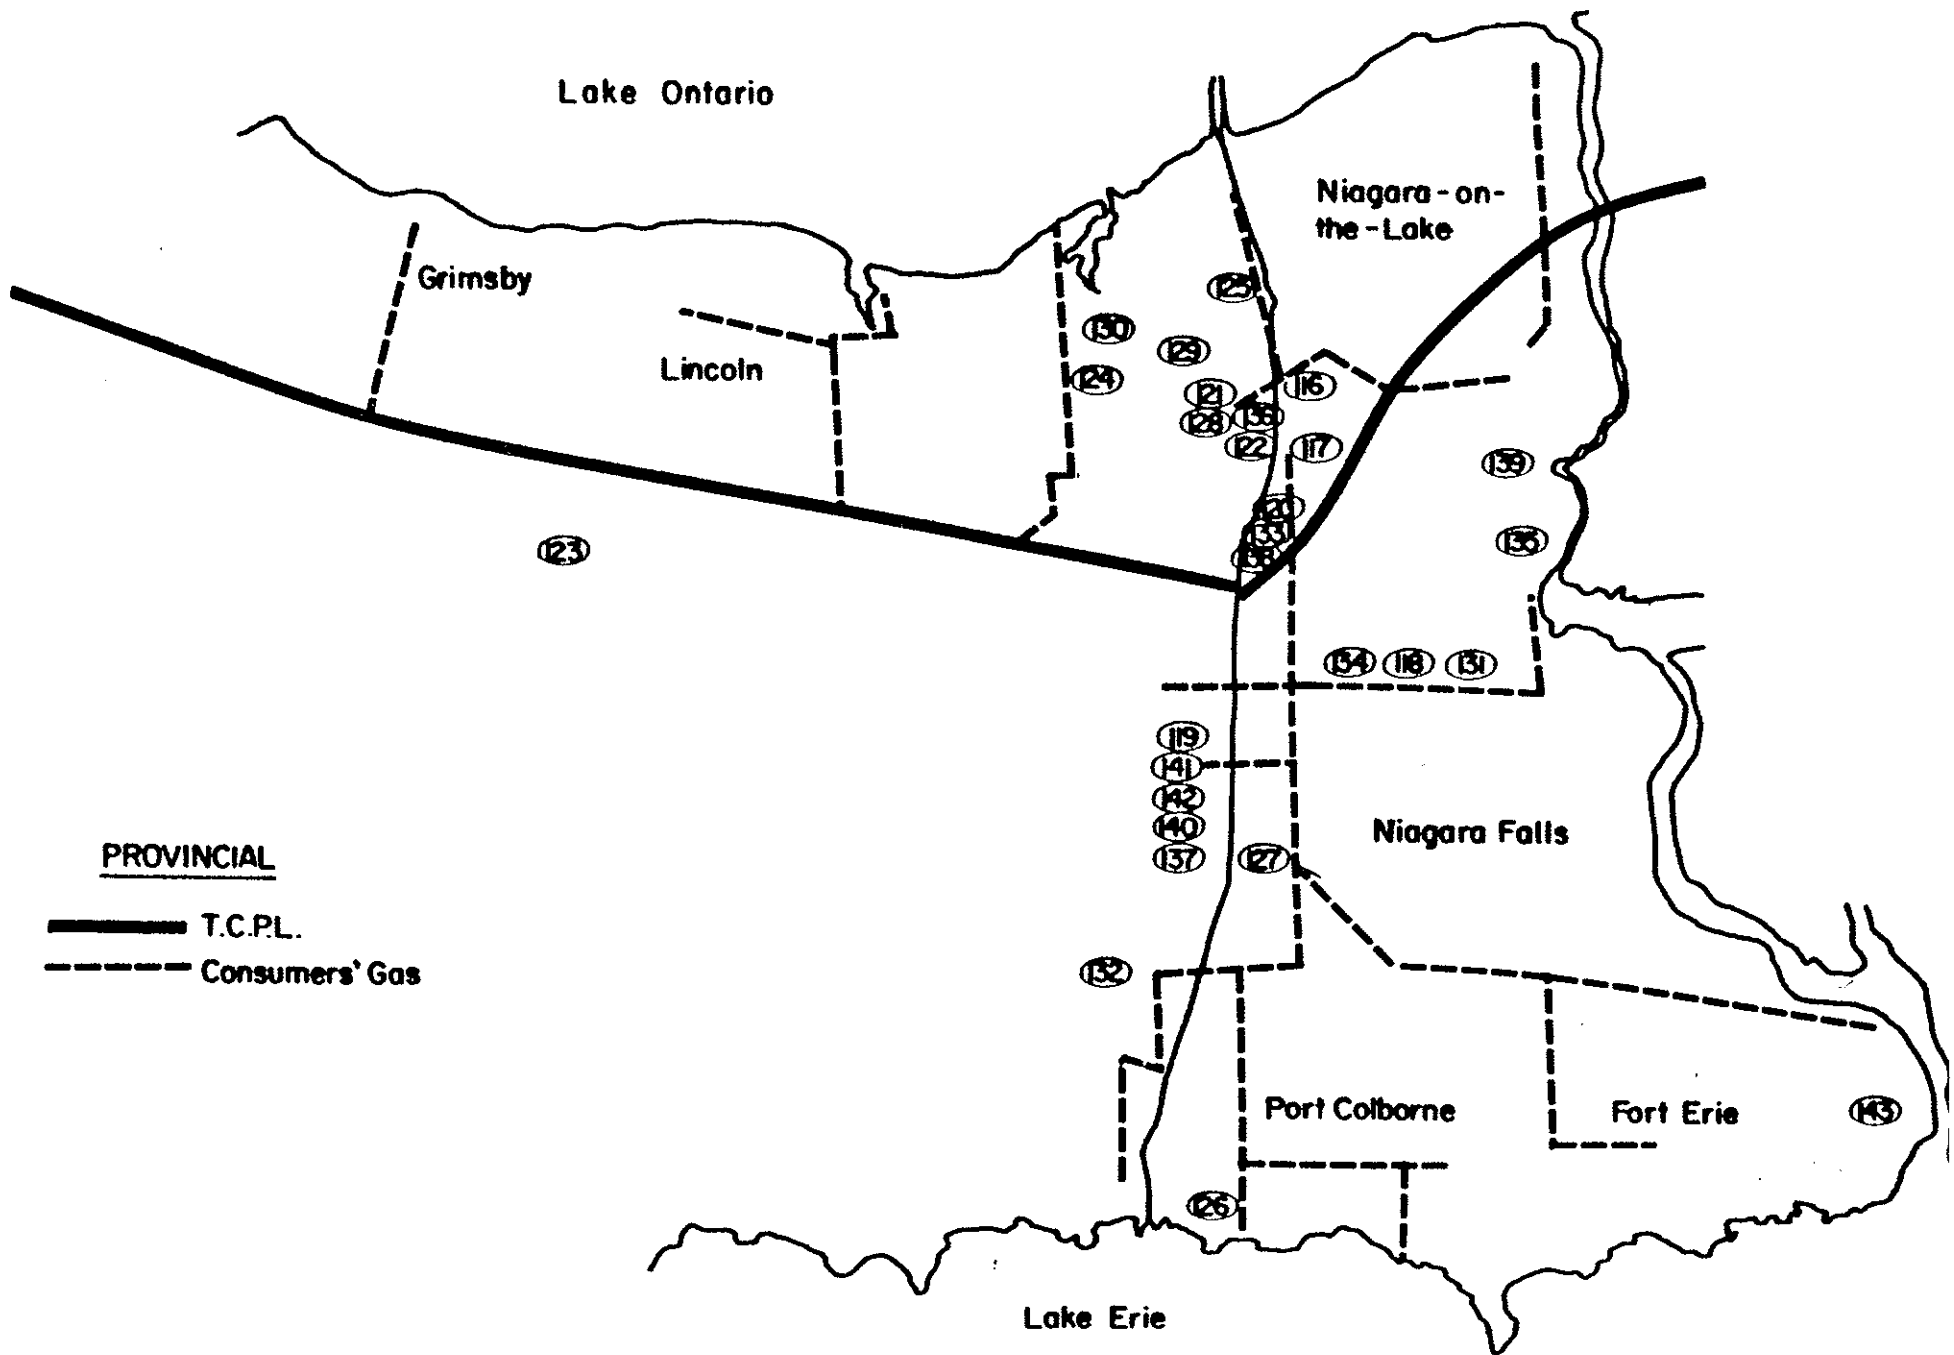 Lake Ontario
Niagara-on-
the-Lake
Grimsby
125
130
129
Lincoln
124
121
116
136
128
122
117
139
120
133
135
123
138
134
118
131
119
141
142
140
Niagara Falls
137
127
PROVINCIAL
T.C.P.L.
Consumers' Gas
132
Port Colborne
Fort Erie
143
126
Lake Erie